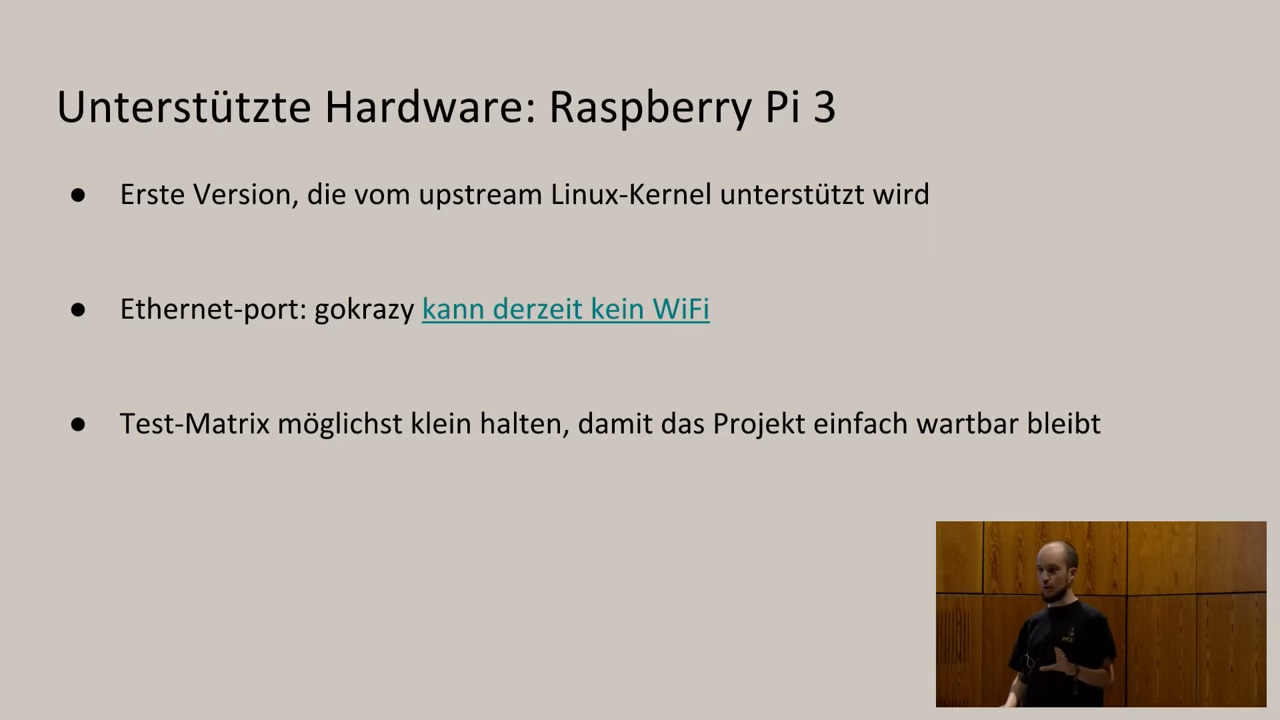 Unterstützte Hardware: Raspberry Pi 3
● Erste Version, die vom upstream Linux-Kernel unterstützt wird
● Ethernet-port: gokrazy kann derzeit kein WiFi
● Test-Matrix möglichst klein halten, damit das Projekt einfach wartbar bleibt